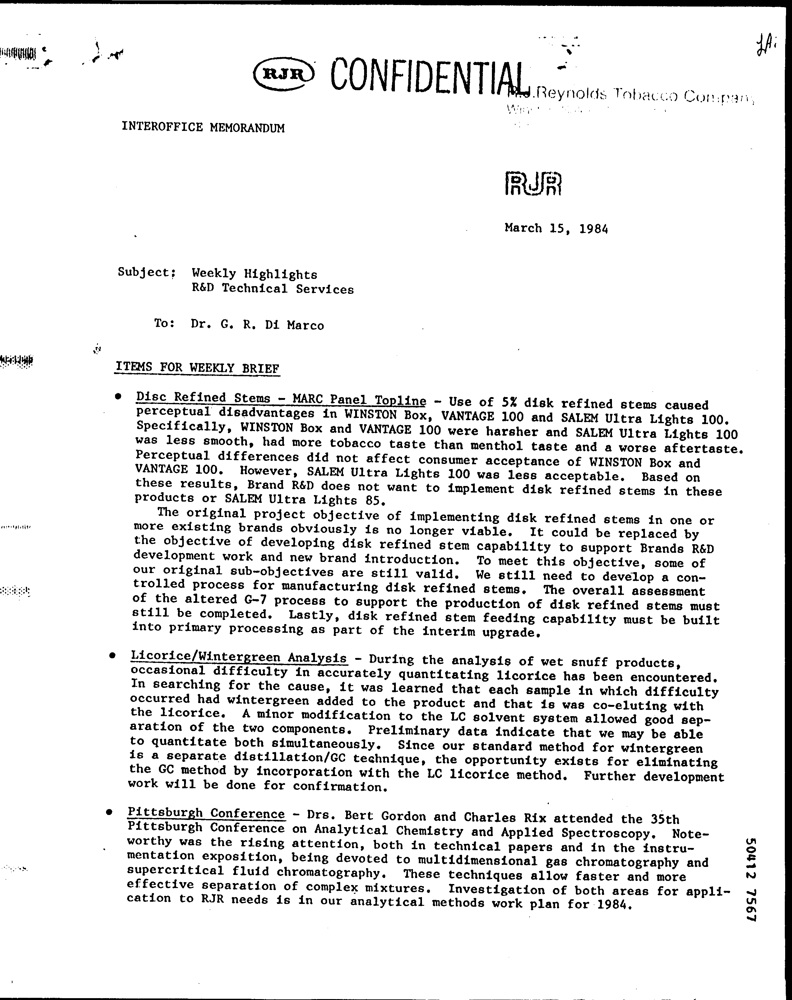 RJR CONFIDENTIAL
R.J.Reynolds Tobacco Company
INTEROFFICE MEMORANDUM
RJR
March 15, 1984
Subject: Weekly Highlights
R&D Technical Services
To: Dr. G. R. Di Marco
ITEMS FOR WEEKLY BRIEF
• Disc Refined Stems - MARC Panel Topline - Use of 5% disk refined stems caused
perceptual disadvantages in WINSTON Box, VANTAGE 100 and SALEM Ultra Lights 100.
Specifically, WINSTON Box and VANTAGE 100 were harsher and SALEM Ultra Lights 100
was less smooth, had more tobacco taste than menthol taste and a worse aftertaste.
Perceptual differences did not affect consumer acceptance of WINSTON Box and
VANTAGE 100. However, SALEM Ultra Lights 100 was less acceptable. Based on
these results, Brand R&D does not want to implement disk refined stems in these
products or SALEM Ultra Lights 85.
The original project objective of implementing disk refined stems in one or
more existing brands obviously is no longer viable. It could be replaced by
the objective of developing disk refined stem capability to support Brands R&D
development work and new brand introduction. To meet this objective, some of
our original sub-objectives are still valid. We still need to develop a con-
trolled process for manufacturing disk refined stems. The overall assessment
of the altered G-7 process to support the production of disk refined stems must
still be completed. Lastly, disk refined stem feeding capability must be built
into primary processing as part of the interim upgrade.
• Licorice/Wintergreen Analysis - During the analysis of wet snuff products,
occasional difficulty in accurately quantitating licorice has been encountered.
In searching for the cause, it was learned that each sample in which difficulty
occurred had wintergreen added to the product and that is was co-eluting with
the licorice. A minor modification to the LC solvent system allowed good sep-
aration of the two components. Preliminary data indicate that we may be able
to quantitate both simultaneously. Since our standard method for wintergreen
is a separate distillation/GC technique, the opportunity exists for eliminating
the GC method by incorporation with the LC licorice method. Further development
work will be done for confirmation.
• Pittsburgh Conference - Drs. Bert Gordon and Charles Rix attended the 35th
Pittsburgh Conference on Analytical Chemistry and Applied Spectroscopy. Note-
worthy was the rising attention, both in technical papers and in the instru-
mentation exposition, being devoted to multidimensional gas chromatography and
supercritical fluid chromatography. These techniques allow faster and more
effective separation of complex mixtures. Investigation of both areas for appli-
cation to RJR needs is in our analytical methods work plan for 1984.
50412 7567